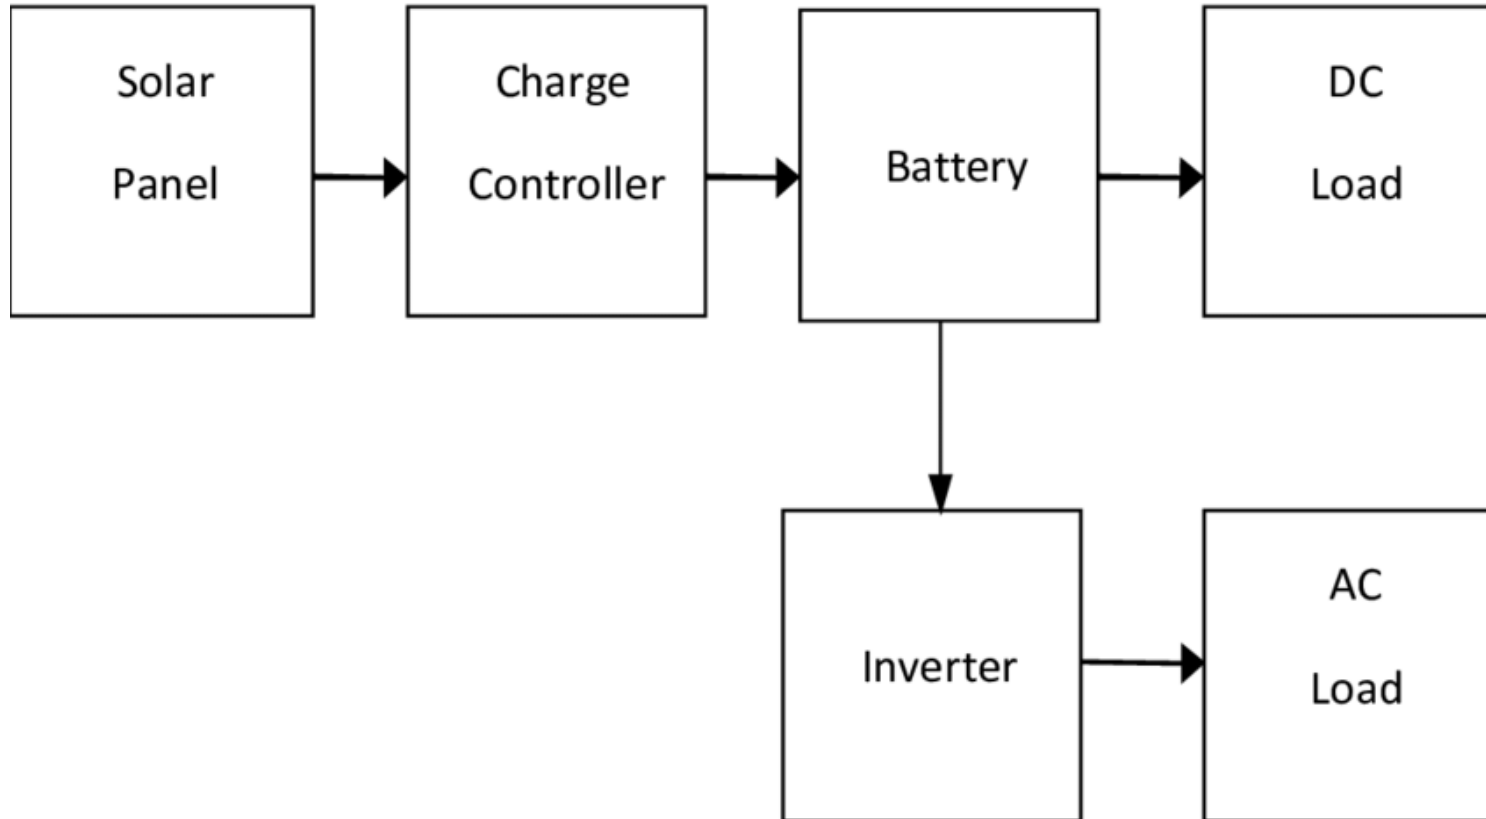 Solar
Panel
Charge
Controller
Battery
DC
Load
Inverter
AC
Load